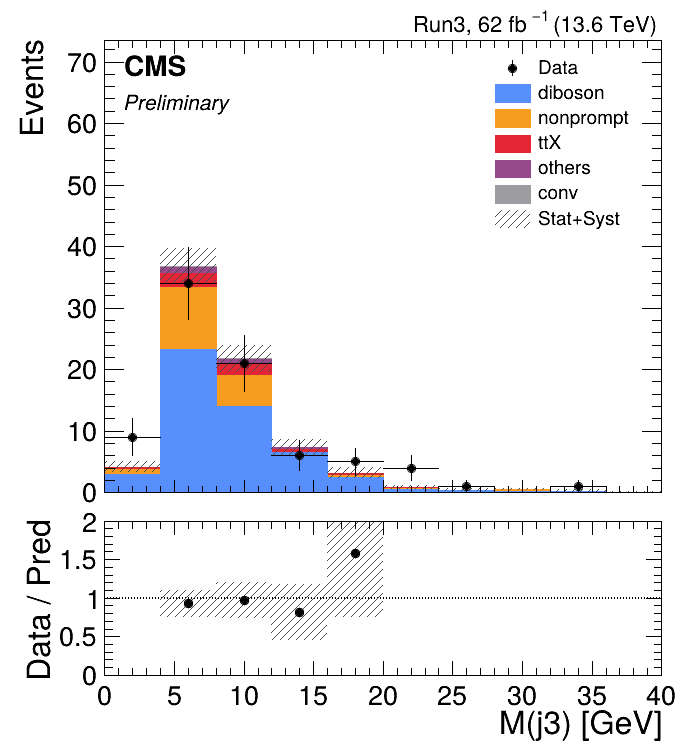 Run3, 62 fb⁻¹ (13.6 TeV)
Events
70
60
50
40
30
20
10
0
CMS
Preliminary
Data
diboson
nonprompt
ttX
others
conv
Stat+Syst
Data / Pred
2
1.5
1
0.5
0
0 5 10 15 20 25 30 35 40
M(j3) [GeV]